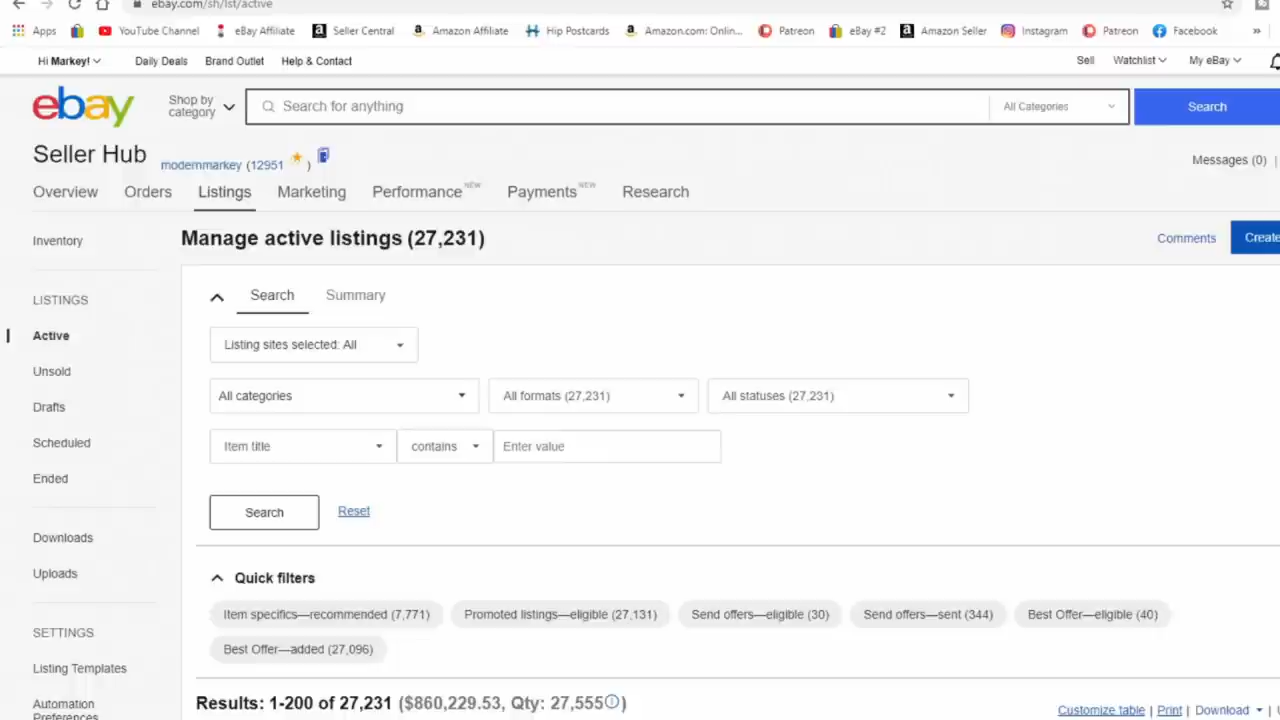 ebay.com/sh/lst/active
Apps YouTube Channel eBay Affiliate Seller Central Amazon Affiliate Hip Postcards Amazon.com: Onlin... Patreon eBay #2 Amazon Seller Instagram Patreon Facebook »
Hi Markey! Daily Deals Brand Outlet Help & Contact Sell Watchlist My eBay
ebay Shop by category Search for anything All Categories Search
Seller Hub modernmarkey (12951 ) Messages (0) |
Overview Orders Listings Marketing Performance NEW Payments NEW Research
Inventory Manage active listings (27,231) Comments Create
Search Summary
LISTINGS
Active Listing sites selected: All
Unsold
Drafts All categories All formats (27,231) All statuses (27,231)
Scheduled Item title contains Enter value
Ended
Search Reset
Downloads
Uploads Quick filters
Item specifics—recommended (7,771) Promoted listings—eligible (27,131) Send offers—eligible (30) Send offers—sent (344) Best Offer—eligible (40)
SETTINGS
Best Offer—added (27,096)
Listing Templates
Automation Preferences Results: 1-200 of 27,231 ($860,229.53, Qty: 27,555)
Customize table | Print | Download |